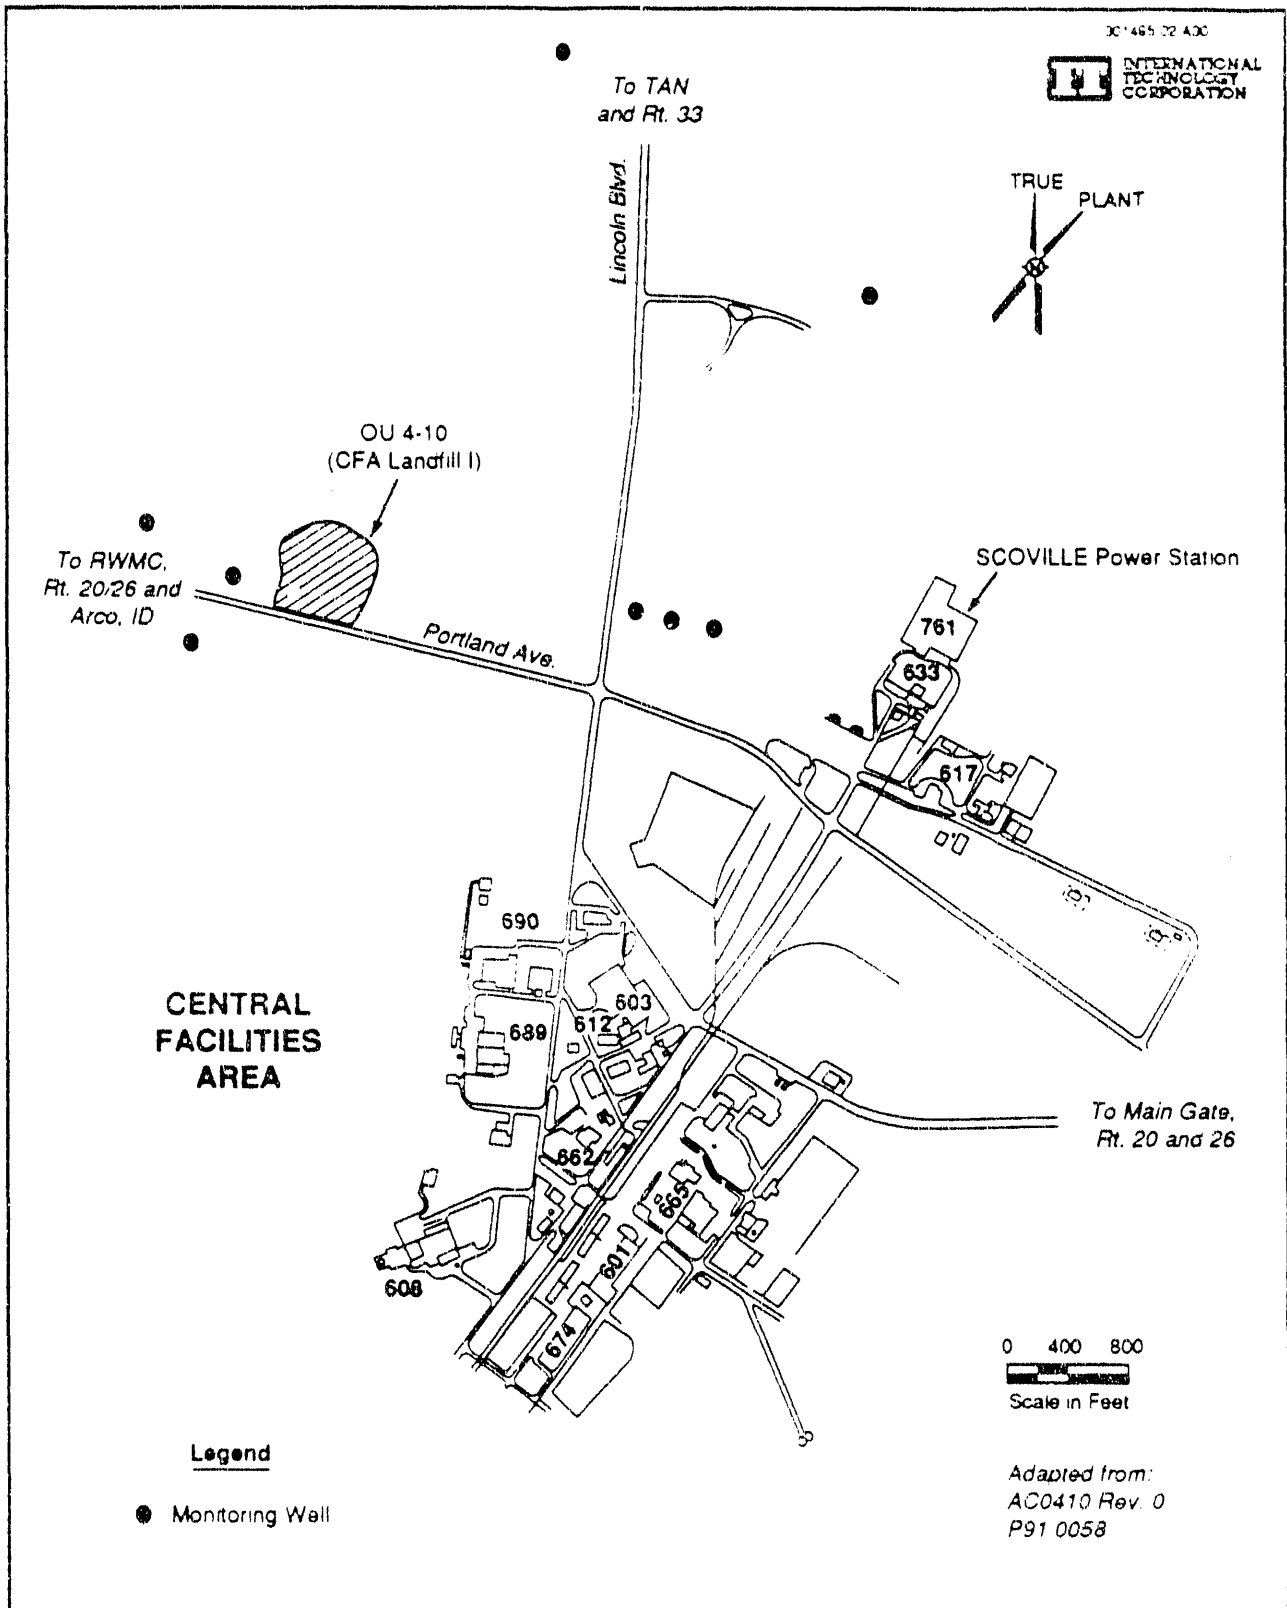 INTERNATIONAL
TECHNOLOGY
CORPORATION
To TAN
and Rt. 33
Lincoln Blvd.
TRUE
PLANT
N
OU 4-10
(CFA Landfill I)
To RWMC,
Rt. 20/26 and
Arco, ID
Portland Ave.
SCOVILLE Power Station
761
633
617
690
CENTRAL
FACILITIES
AREA
603
612
689
662
665
601
608
674
To Main Gate,
Rt. 20 and 26
0 400 800
Scale in Feet
Legend
Monitoring Well
Adapted from:
AC0410 Rev. 0
P91 0058